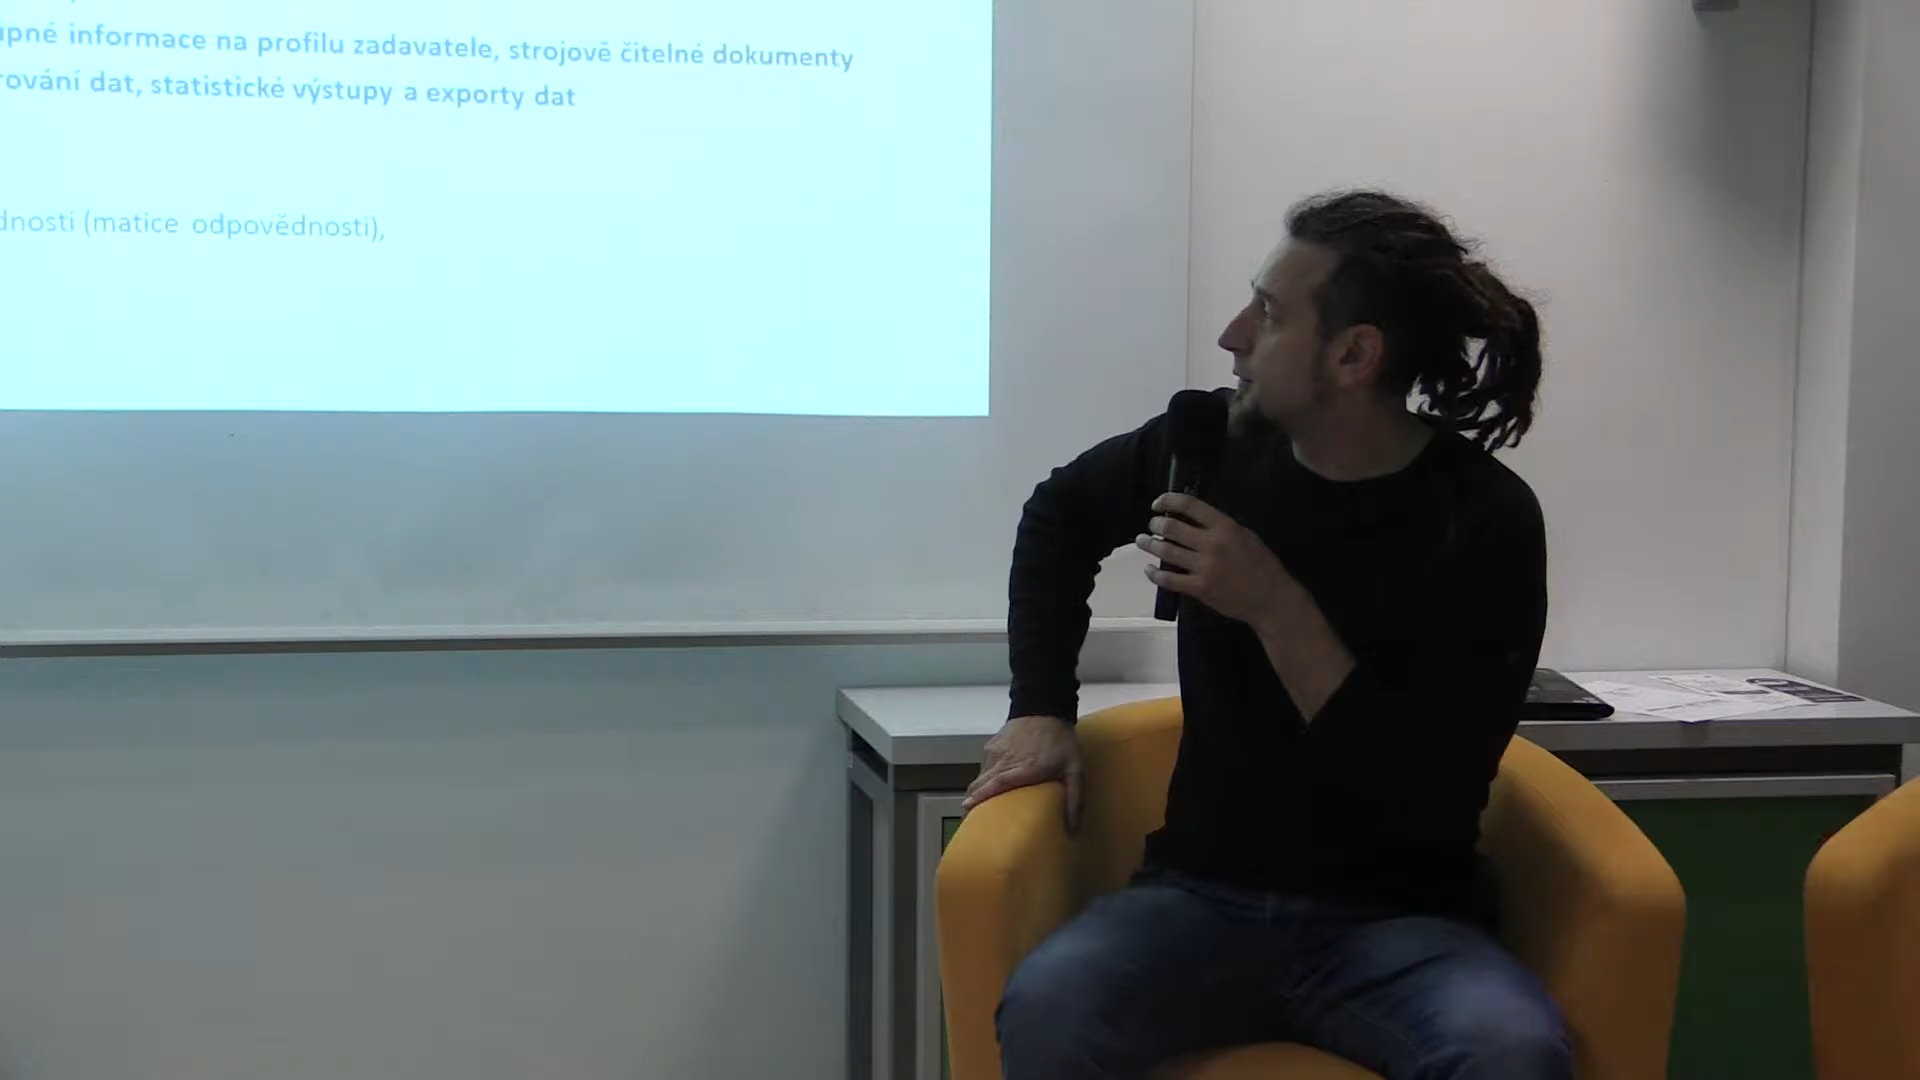 upné informace na profilu zadavatele, strojově čitelné dokumenty
rování dat, statistické výstupy a exporty dat
dnosti (matice odpovědnosti),